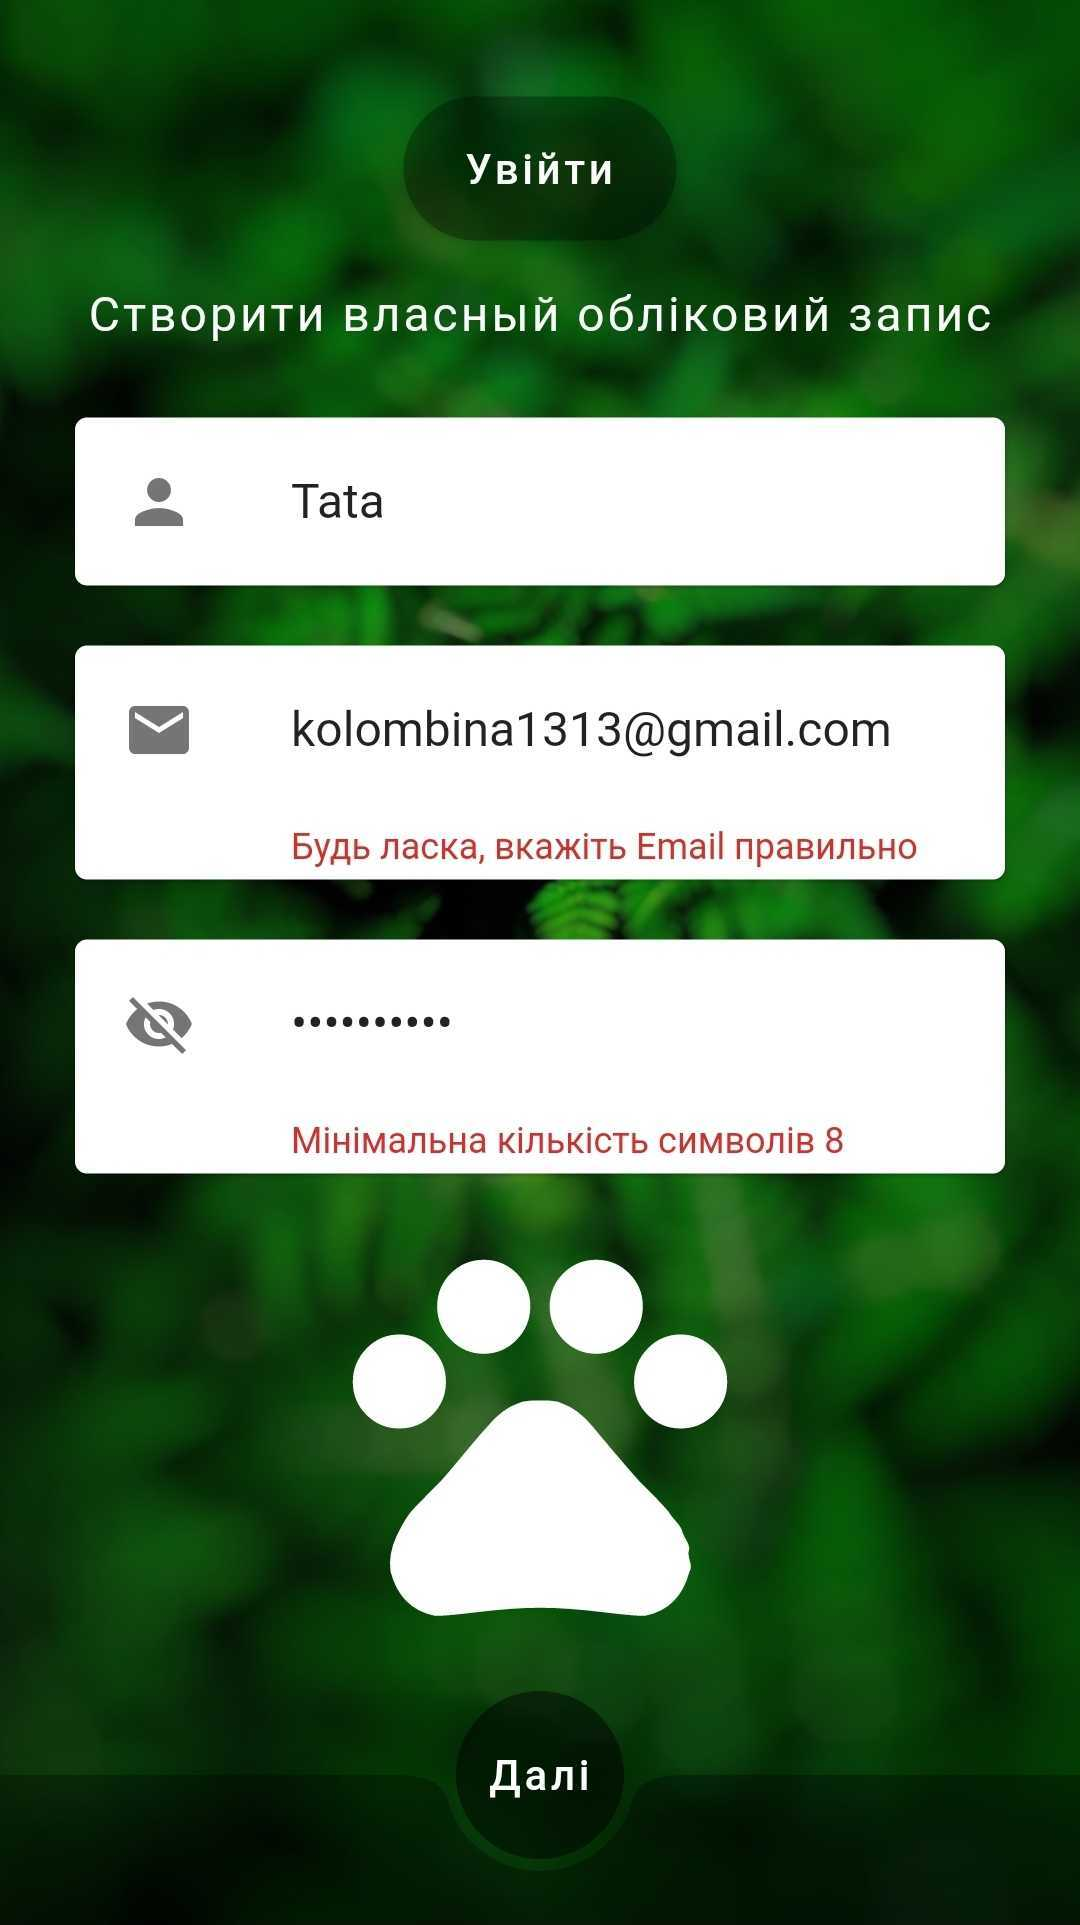 Увійти
Створити власный обліковий запис
Tata
kolombina1313@gmail.com
Будь ласка, вкажіть Email правильно
••••••••••
Мінімальна кількість символів 8
Далі